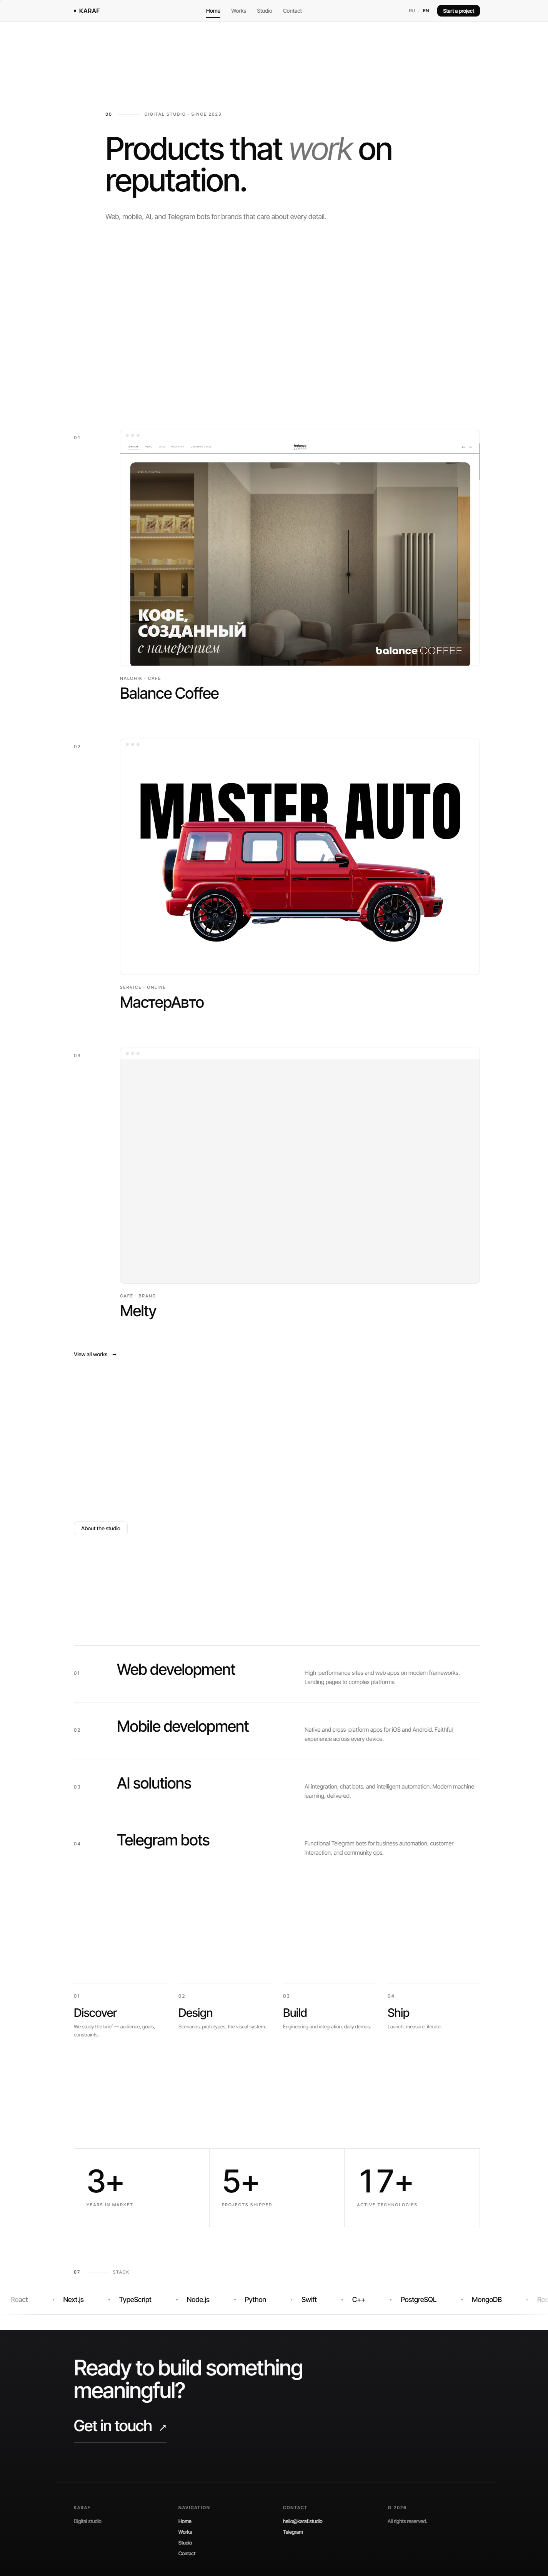 KARAF
Home Works Studio Contact
RU EN Start a project
00 DIGITAL STUDIO · SINCE 2023
Products that work on
reputation.
Web, mobile, AI, and Telegram bots for brands that care about every detail.
01
balance
COFFEE
КОФЕ,
СОЗДАННЫЙ
с намерением
balance COFFEE
NALCHIK · CAFÉ
Balance Coffee
02
MASTER AUTO
SERVICE · ONLINE
МастерАвто
03
CAFÉ · BRAND
Melty
View all works →
About the studio
01
Web development
High-performance sites and web apps on modern frameworks.
Landing pages to complex platforms.
02
Mobile development
Native and cross-platform apps for iOS and Android. Faithful
experience across every device.
03
AI solutions
AI integration, chat bots, and intelligent automation. Modern machine
learning, delivered.
04
Telegram bots
Functional Telegram bots for business automation, customer
interaction, and community ops.
01
Discover
We study the brief — audience, goals,
constraints.
02
Design
Scenarios, prototypes, the visual system.
03
Build
Engineering and integration, daily demos.
04
Ship
Launch, measure, iterate.
3+
YEARS IN MARKET
5+
PROJECTS SHIPPED
17+
ACTIVE TECHNOLOGIES
07 STACK
React Next.js TypeScript Node.js Python Swift C++ PostgreSQL MongoDB Rea
Ready to build something
meaningful?
Get in touch ↗
KARAF
Digital studio
NAVIGATION
Home
Works
Studio
Contact
CONTACT
hello@karaf.studio
Telegram
© 2026
All rights reserved.